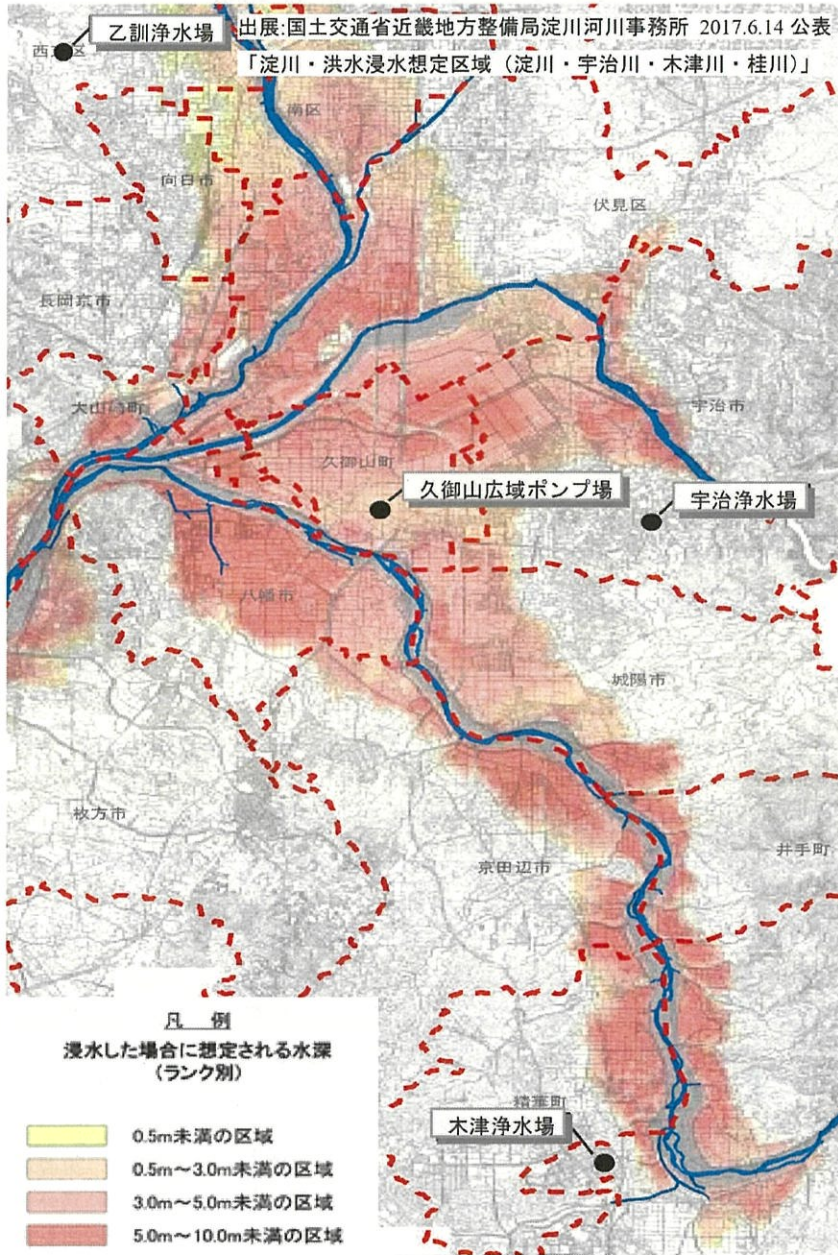 乙訓浄水場
出展:国土交通省近畿地方整備局淀川河川事務所 2017.6.14 公表
「淀川・洪水浸水想定区域（淀川・宇治川・木津川・桂川）」
南区
向日市
伏見区
長岡京市
大山崎町
宇治市
久御山町
久御山広域ポンプ場
宇治浄水場
八幡市
城陽市
枚方市
京田辺市
井手町
精華町
木津浄水場
凡 例
浸水した場合に想定される水深
(ランク別)
0.5m未満の区域
0.5m～3.0m未満の区域
3.0m～5.0m未満の区域
5.0m～10.0m未満の区域